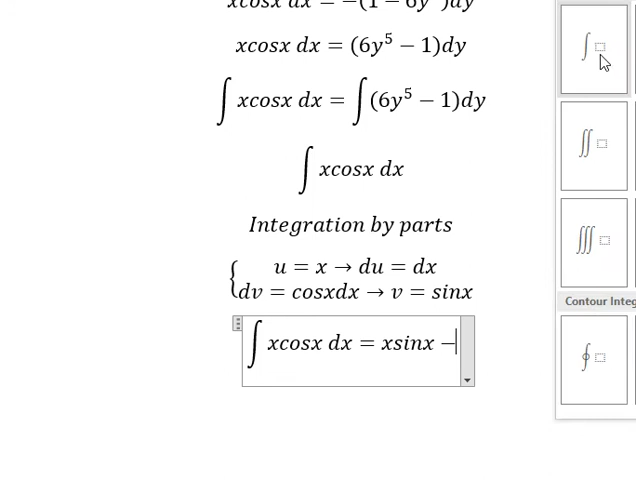 xcosx dx = −(1 − 6y⁵)dy
xcosx dx = (6y⁵ − 1)dy
∫ xcosx dx = ∫ (6y⁵ − 1)dy
∫ xcosx dx
Integration by parts
{ u = x → du = dx
dv = cosxdx → v = sinx
∫ xcosx dx = xsinx −
Contour Integ